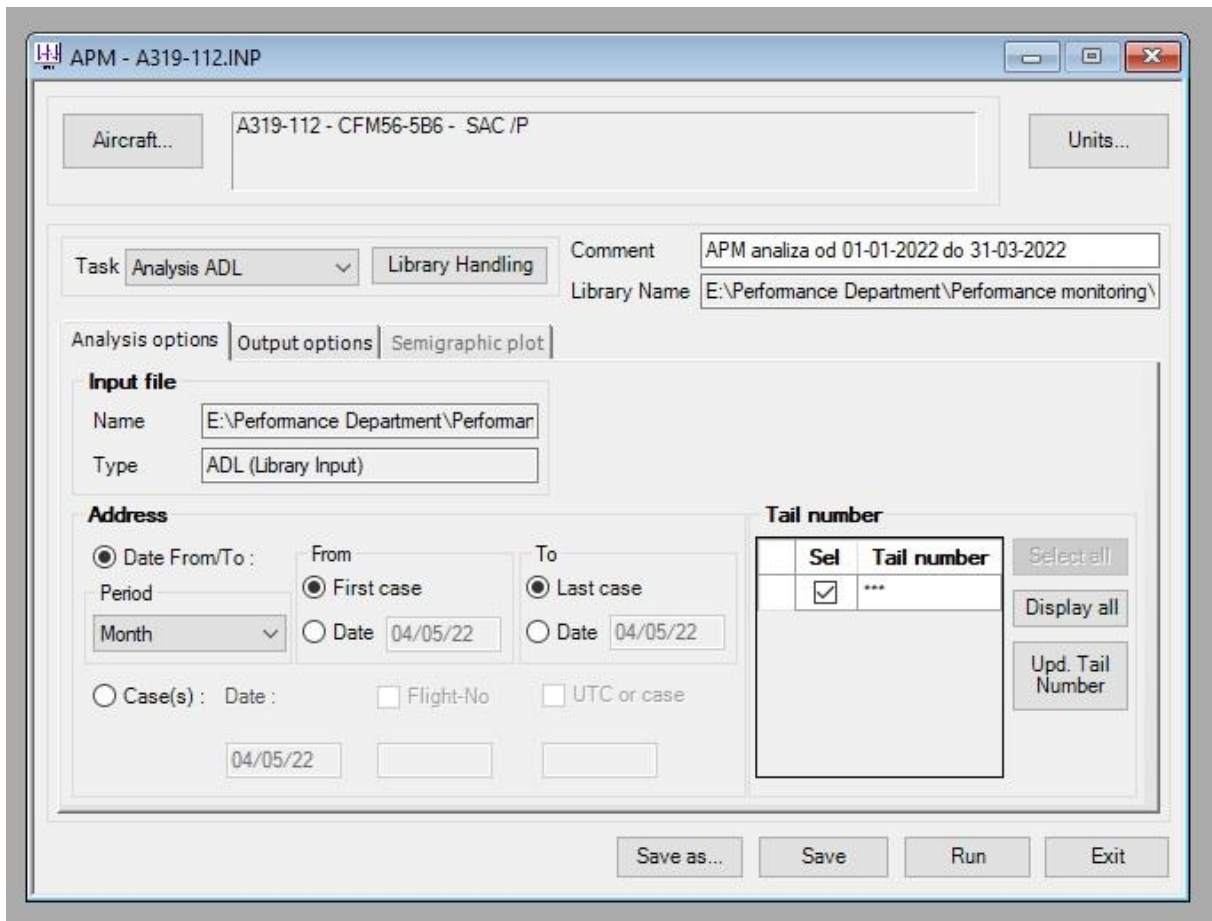 APM - A319-112.INP
Aircraft...
A319-112 - CFM56-5B6 - SAC /P
Units...
Task
Analysis ADL
Library Handling
Comment
APM analiza od 01-01-2022 do 31-03-2022
Library Name
E:\Performance Department\Performance monitoring\
Analysis options
Output options
Semigraphic plot
Input file
Name
E:\Performance Department\Performan
Type
ADL (Library Input)
Address
Date From/To :
Period
Month
From
First case
Date
04/05/22
To
Last case
Date
04/05/22
Case(s) :
Date :
04/05/22
Flight-No
UTC or case
Tail number
Sel
Tail number
***
Select all
Display all
Upd. Tail
Number
Save as...
Save
Run
Exit